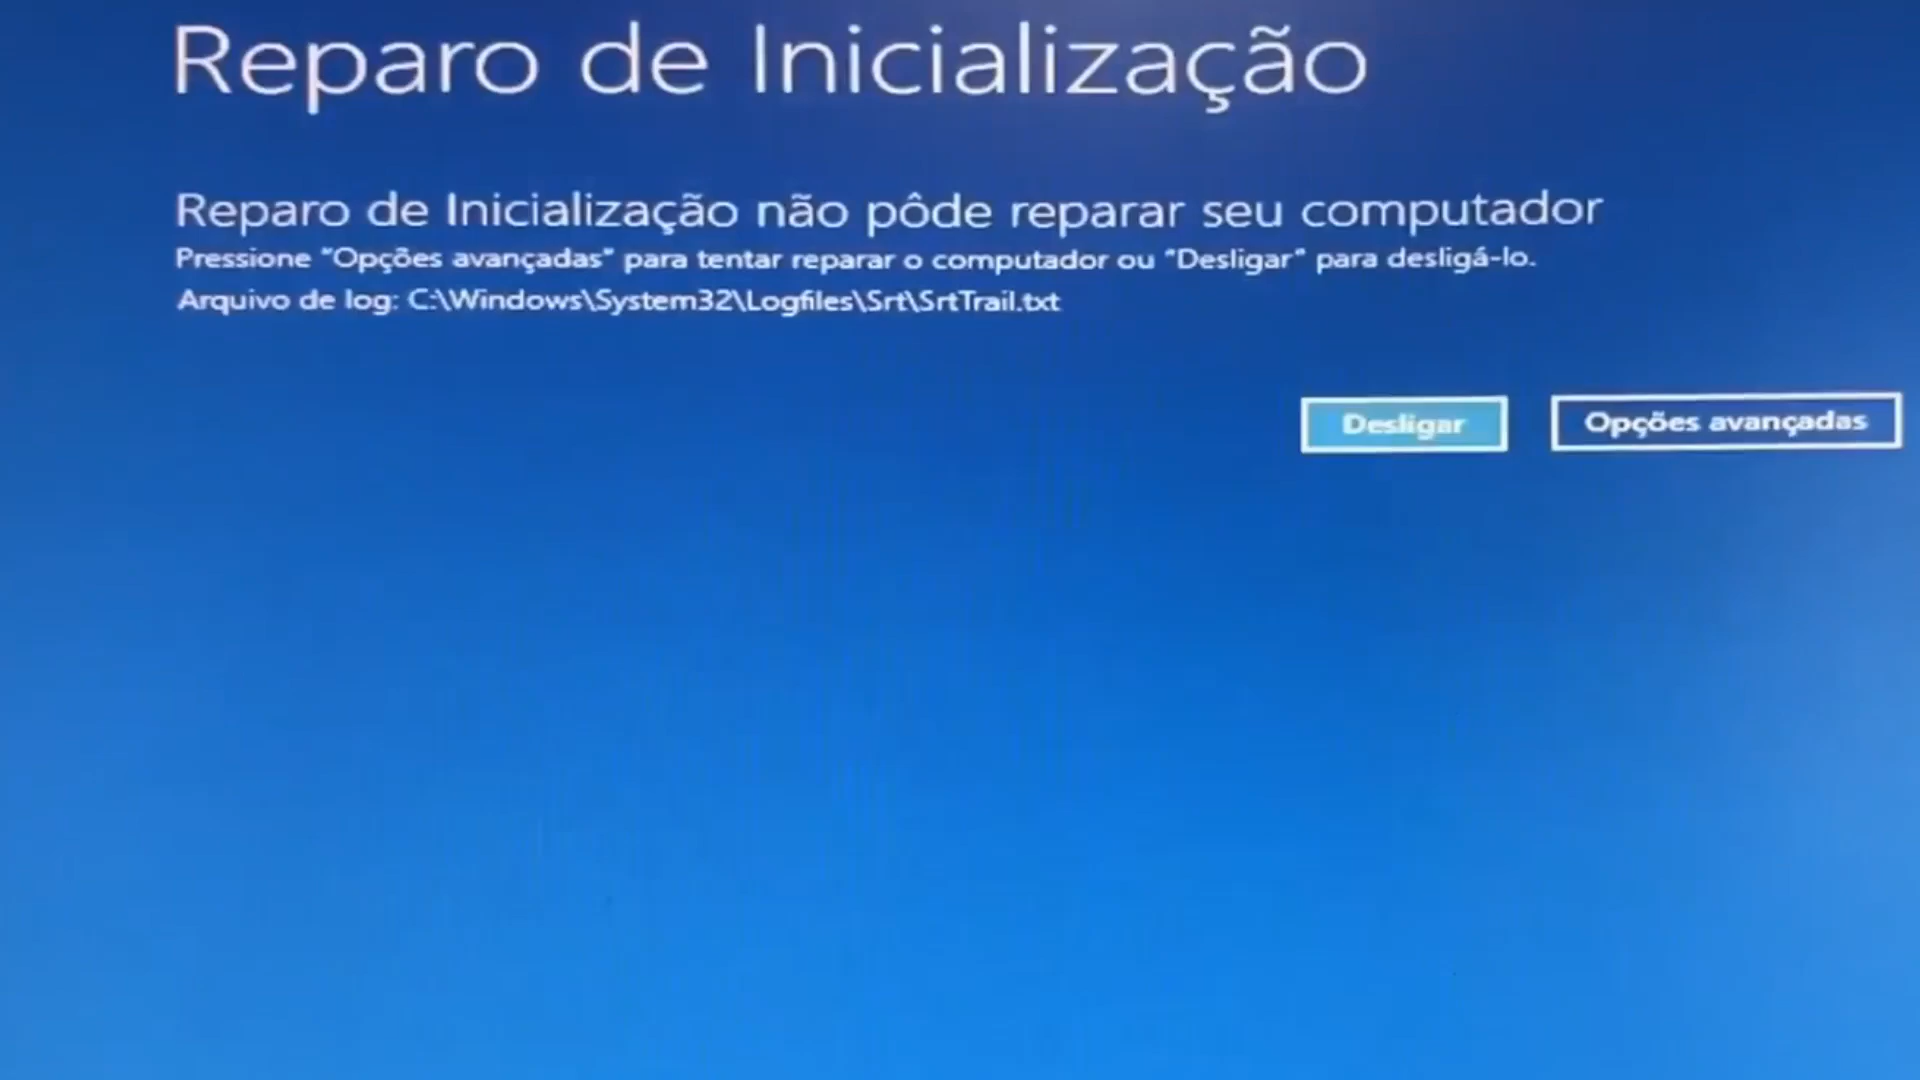 Reparo de Inicialização
Reparo de Inicialização não pôde reparar seu computador
Pressione "Opções avançadas" para tentar reparar o computador ou "Desligar" para desligá-lo.
Arquivo de log: C:\Windows\System32\Logfiles\Srt\SrtTrail.txt
Desligar
Opções avançadas